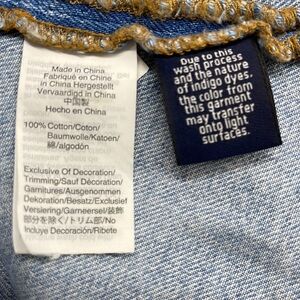 Made in China/
Fabriqué en Chine/
In China Hergestellt
Vervaardigd In China/
中国製/
Hecho en China
100% Cotton/Coton/
Baumwolle/Katoen/
綿/algodón
Exclusive Of Decoration/
Trimming/Sauf Décoration/
Garnitures/Ausgenommen
Dekoration/Besatz/Exclusief
Versiering/Garneersel/装飾
部分を除く/トリム部/No
Incluye Decoración/Ribete
Due to this
wash process
and the nature
of indigo dyes,
the color from
this garment
may transfer
onto light
surfaces.